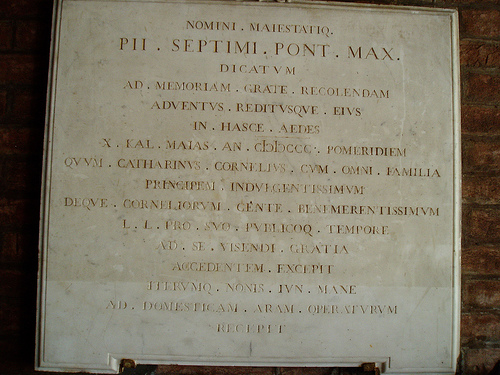 NOMINI . MAIESTATIQ.
PII . SEPTIMI . PONT . MAX.
DICATVM
AD . MEMORIAM . GRATE . RECOLENDAM
ADVENTVS . REDITVSQVE . EIVS
IN . HASCE . AEDES
X . KAL . MAIAS . AN . CIƆIƆCCC . POMERIDIEM
QVVM . CATHARINVS . CORNELIVS . CVM . OMNI . FAMILIA
PRINCIPEM . INDVLGENTISSIMVM
DEQVE . CORNELIORVM . GENTE . BENEMERENTISSIMVM
L . L . PRO . SVO . PVBLICOQ . TEMPORE
AD . SE . VISENDI . GRATIA
ACCEDENTEM . EXCEPIT
ITERVMQ . NONIS . IVN . MANE
AD . DOMESTICAM . ARAM . OPERATVRVM
RECEPIT